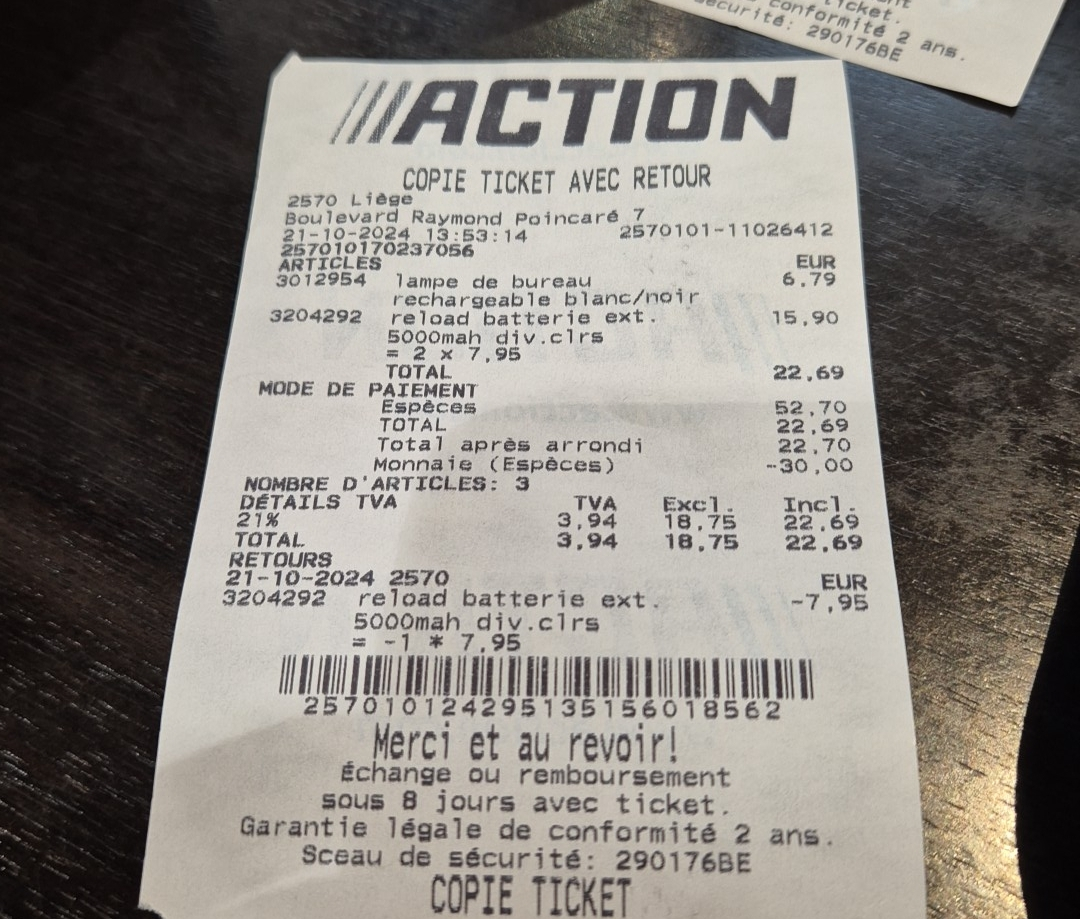 ant
ticket.
conformité 2 ans.
écurité: 290176BE
ACTION
COPIE TICKET AVEC RETOUR
2570 Liège
Boulevard Raymond Poincaré 7
21-10-2024 13:53:14 2570101-11026412
257010170237056
ARTICLES EUR
3012954 lampe de bureau 6,79
rechargeable blanc/noir
3204292 reload batterie ext. 15,90
5000mah div.clrs
= 2 x 7,95
TOTAL 22,69
MODE DE PAIEMENT
Espèces 52,70
TOTAL 22,69
Total après arrondi 22,70
Monnaie (Espèces) -30,00
NOMBRE D'ARTICLES: 3
DÉTAILS TVA TVA Excl. Incl.
21% 3,94 18,75 22,69
TOTAL 3,94 18,75 22,69
RETOURS
21-10-2024 2570 EUR
3204292 reload batterie ext. -7,95
5000mah div.clrs
= -1 * 7,95
257010124295135156018562
Merci et au revoir!
Échange ou remboursement
sous 8 jours avec ticket.
Garantie légale de conformité 2 ans.
Sceau de sécurité: 290176BE
COPIE TICKET